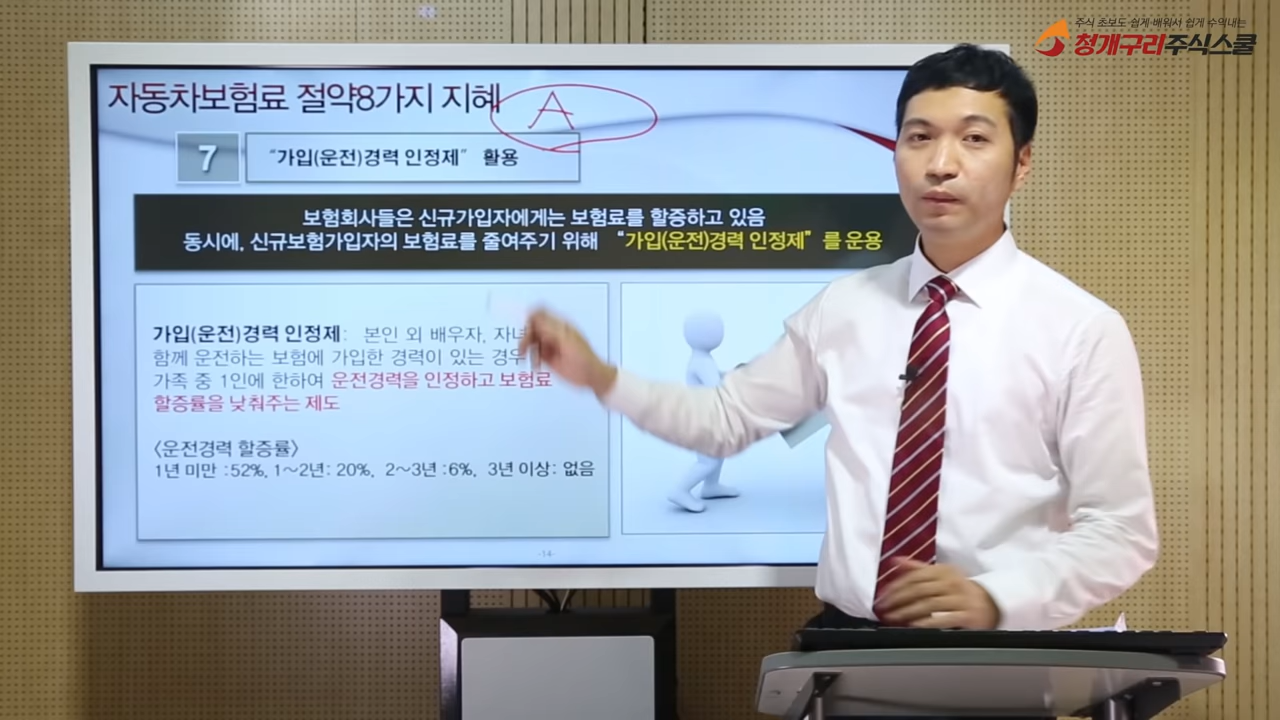 주식 초보도 쉽게 배워서 쉽게 수익내는
청개구리주식스쿨
자동차보험료 절약8가지 지혜
A
7 "가입(운전)경력 인정제" 활용
보험회사들은 신규가입자에게는 보험료를 할증하고 있음
동시에, 신규보험가입자의 보험료를 줄여주기 위해 "가입(운전)경력 인정제" 를 운용
가입(운전)경력 인정제: 본인 외 배우자, 자녀
함께 운전하는 보험에 가입한 경력이 있는 경우
가족 중 1인에 한하여 운전경력을 인정하고 보험료
할증률을 낮춰주는 제도
<운전경력 할증률>
1년 미만 :52%, 1~2년: 20%, 2~3년 :6%, 3년 이상: 없음
-14-